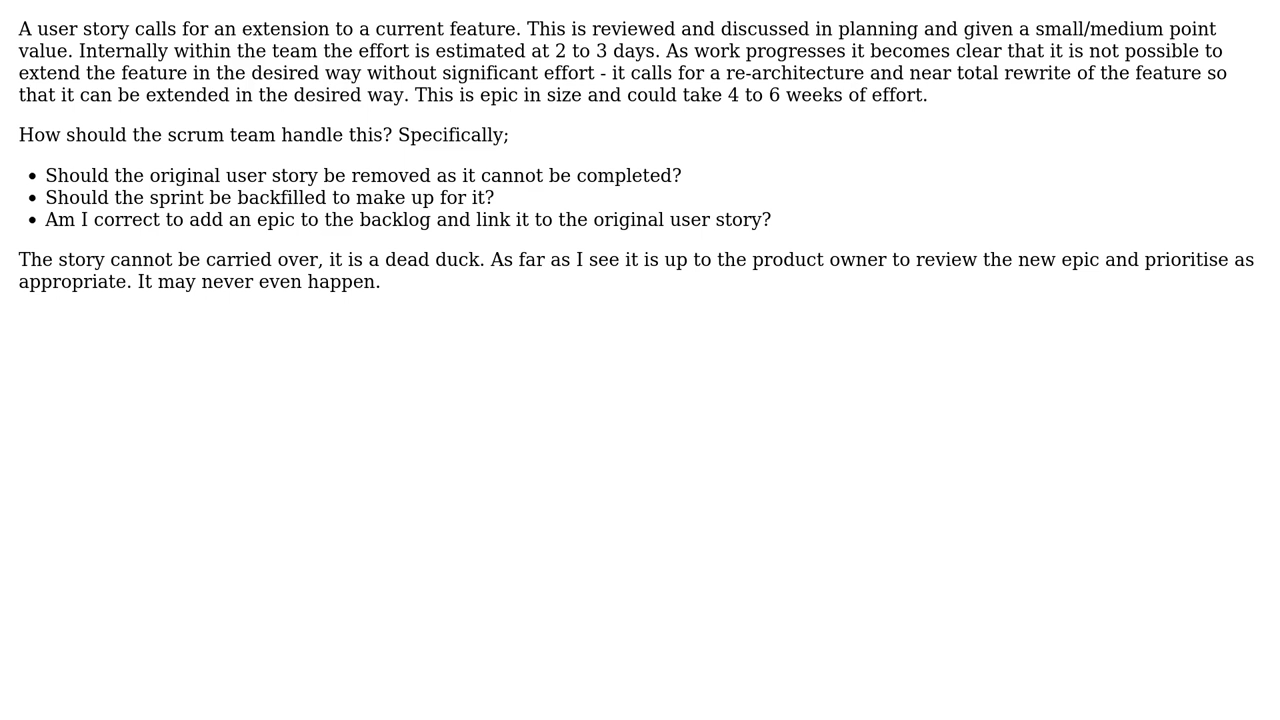 A user story calls for an extension to a current feature. This is reviewed and discussed in planning and given a small/medium point
value. Internally within the team the effort is estimated at 2 to 3 days. As work progresses it becomes clear that it is not possible to
extend the feature in the desired way without significant effort - it calls for a re-architecture and near total rewrite of the feature so
that it can be extended in the desired way. This is epic in size and could take 4 to 6 weeks of effort.
How should the scrum team handle this? Specifically;
• Should the original user story be removed as it cannot be completed?
• Should the sprint be backfilled to make up for it?
• Am I correct to add an epic to the backlog and link it to the original user story?
The story cannot be carried over, it is a dead duck. As far as I see it is up to the product owner to review the new epic and prioritise as
appropriate. It may never even happen.